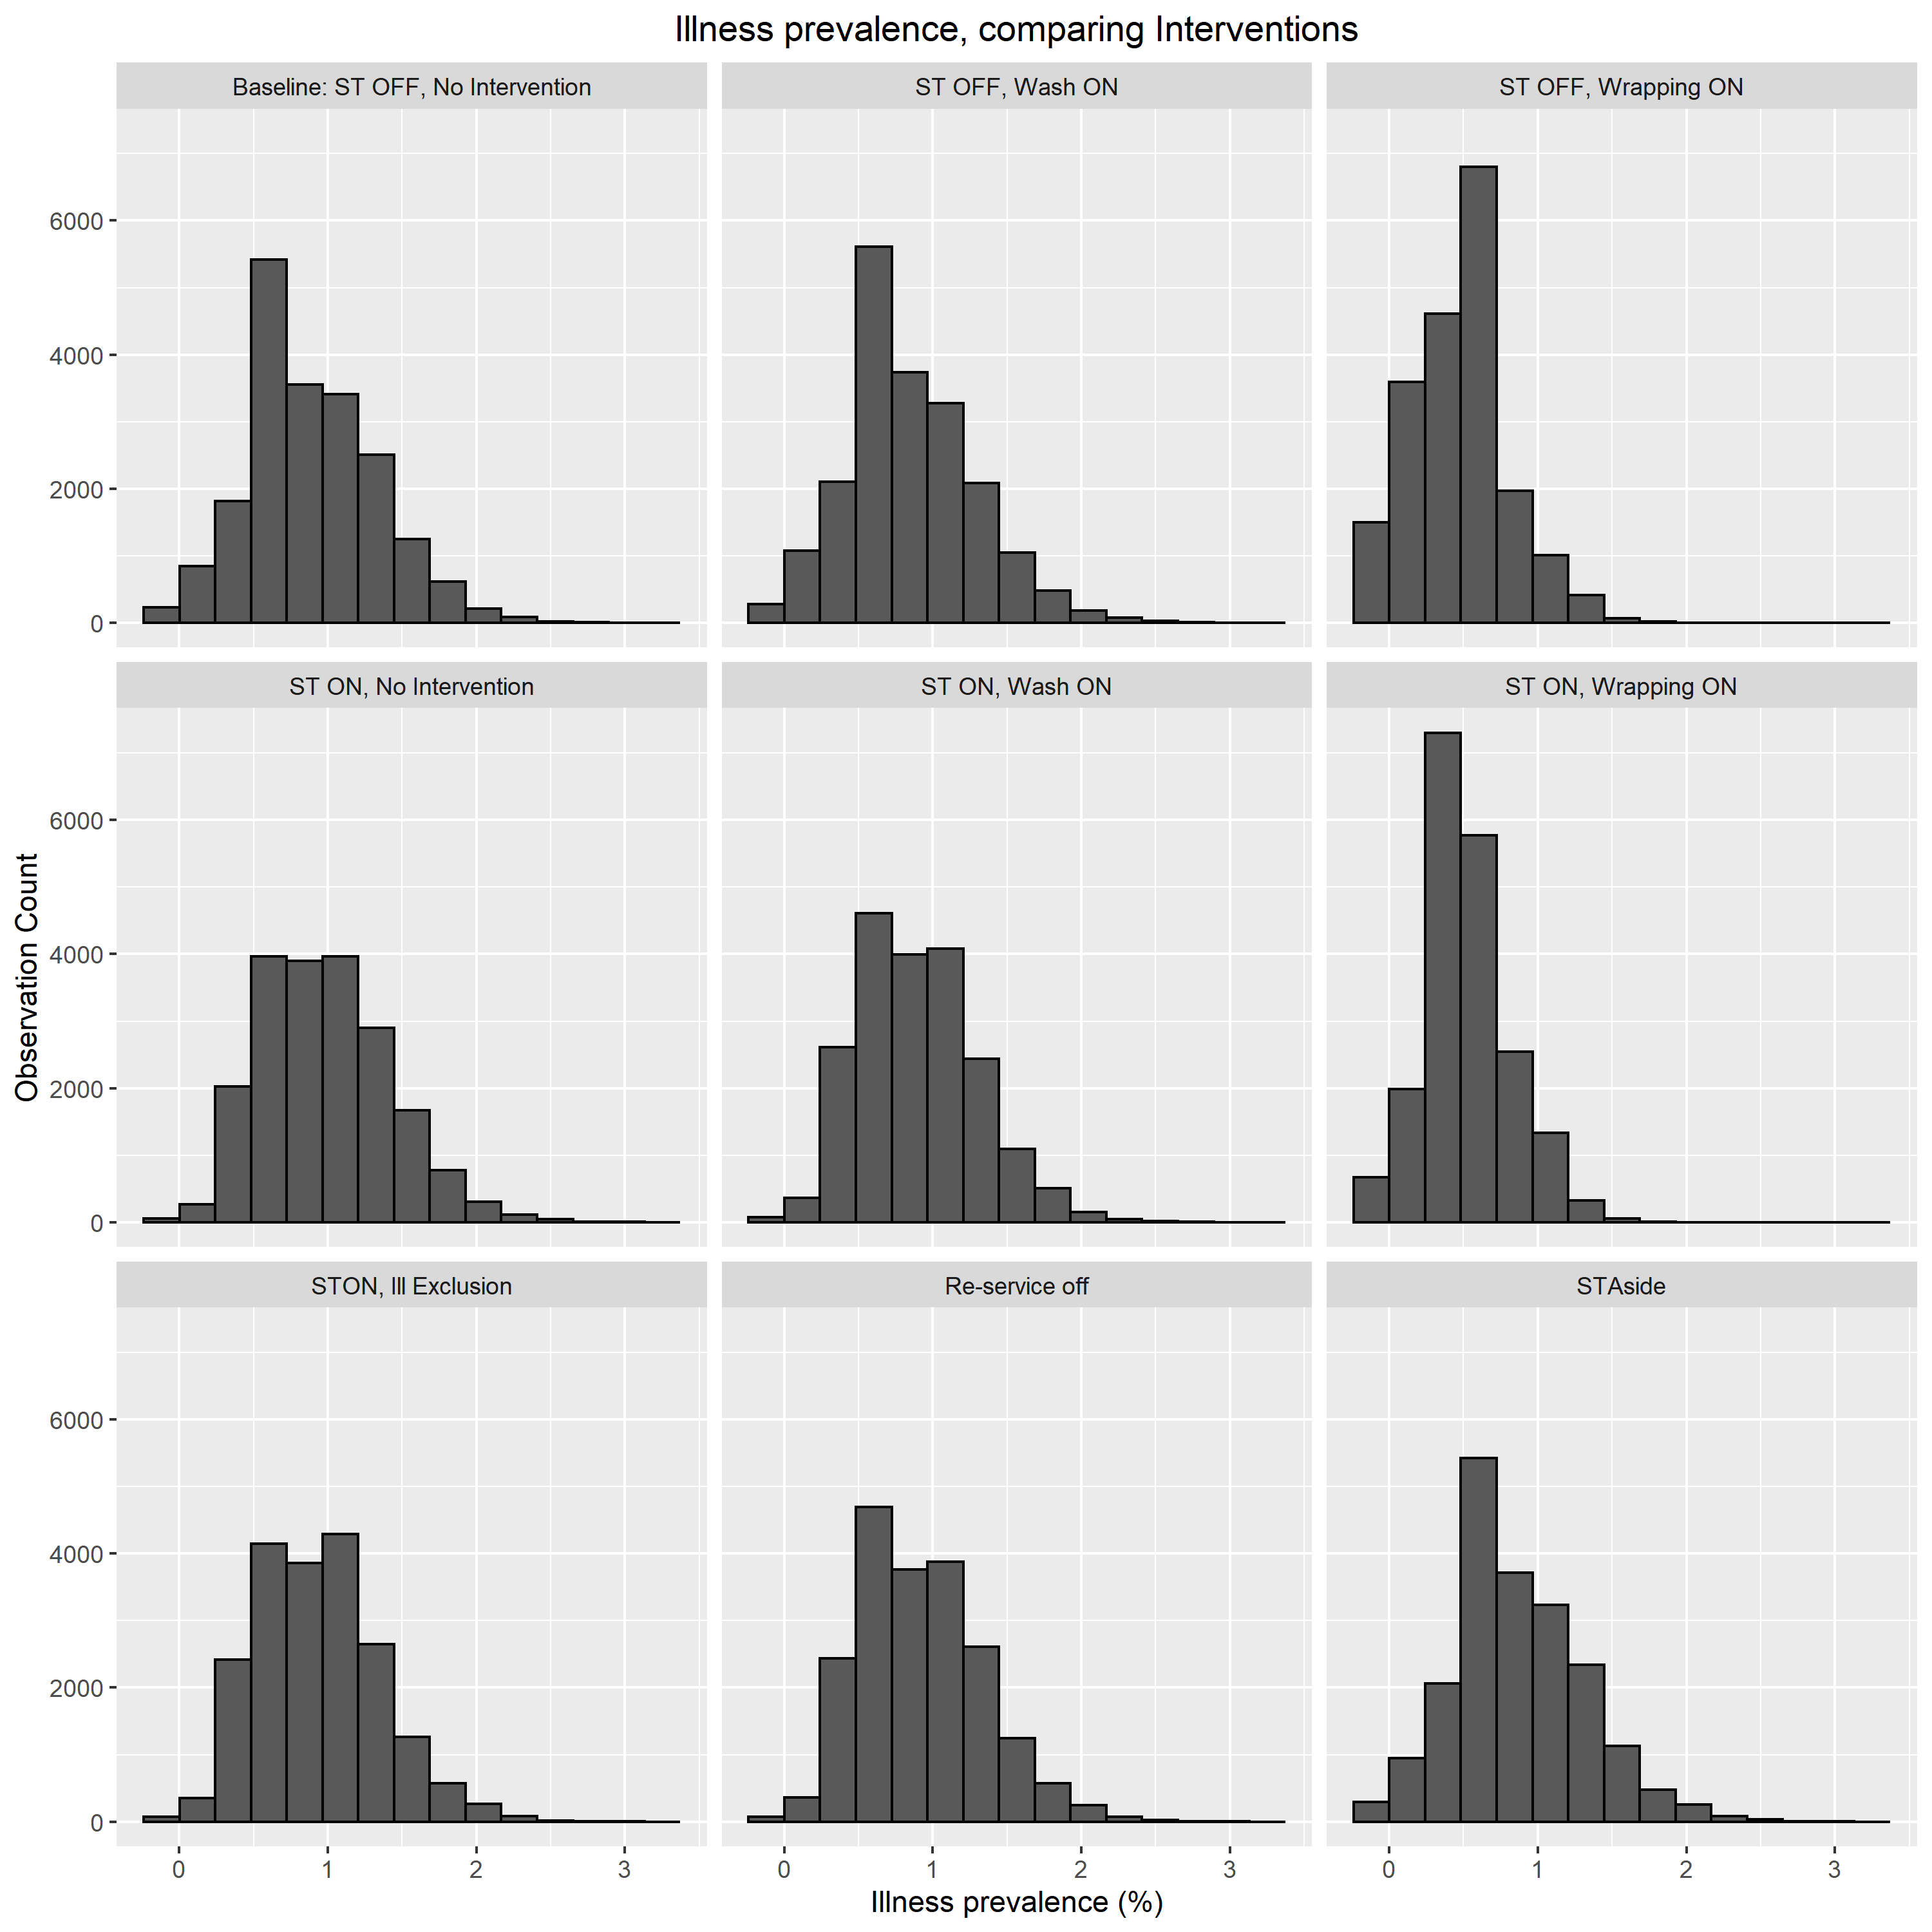 Illness prevalence, comparing Interventions
Baseline: ST OFF, No Intervention
ST OFF, Wash ON
ST OFF, Wrapping ON
6000
4000
2000
0
ST ON, No Intervention
ST ON, Wash ON
ST ON, Wrapping ON
6000
4000
2000
0
Observation Count
STON, Ill Exclusion
Re-service off
STAside
6000
4000
2000
0
0 1 2 3
0 1 2 3
0 1 2 3
Illness prevalence (%)